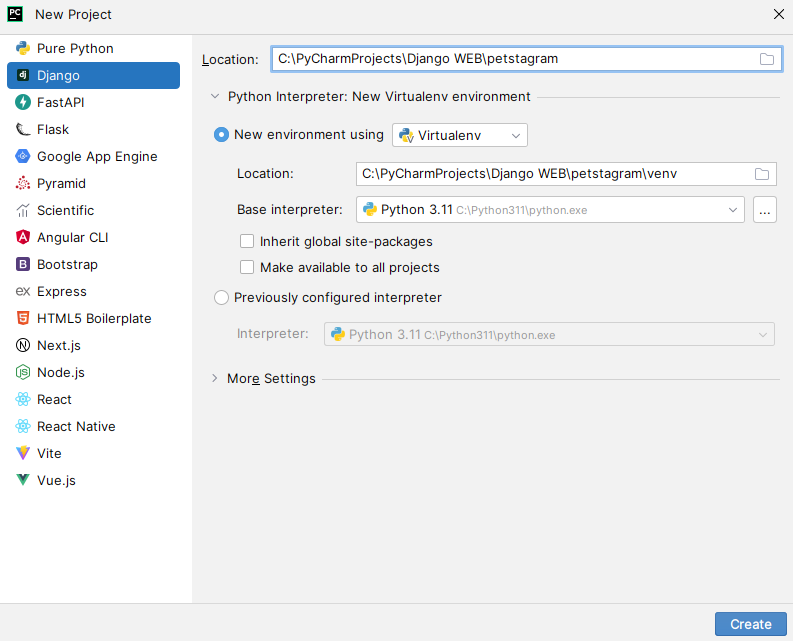 PC New Project
Pure Python
dj Django
FastAPI
Flask
Google App Engine
Pyramid
Scientific
Angular CLI
B Bootstrap
ex Express
HTML5 Boilerplate
N Next.js
JS Node.js
React
React Native
Vite
Vue.js
Location: C:\PyCharmProjects\Django WEB\petstagram
Python Interpreter: New Virtualenv environment
New environment using Virtualenv
Location: C:\PyCharmProjects\Django WEB\petstagram\venv
Base interpreter: Python 3.11 C:\Python311\python.exe ...
Inherit global site-packages
Make available to all projects
Previously configured interpreter
Interpreter: Python 3.11 C:\Python311\python.exe
More Settings
Create